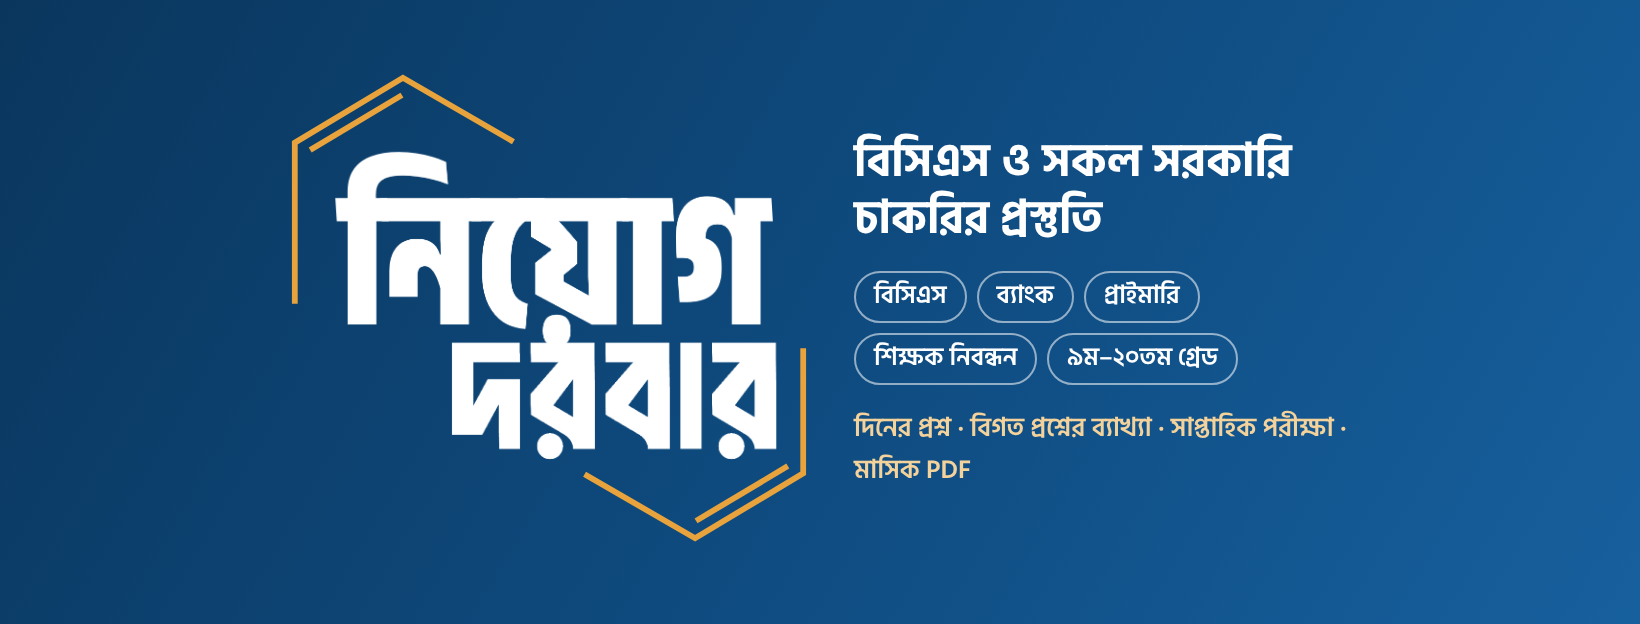 নিয়োগ
দরবার
বিসিএস ও সকল সরকারি
চাকরির প্রস্তুতি
বিসিএস
ব্যাংক
প্রাইমারি
শিক্ষক নিবন্ধন
৯ম–২০তম গ্রেড
দিনের প্রশ্ন · বিগত প্রশ্নের ব্যাখ্যা · সাপ্তাহিক পরীক্ষা ·
মাসিক PDF